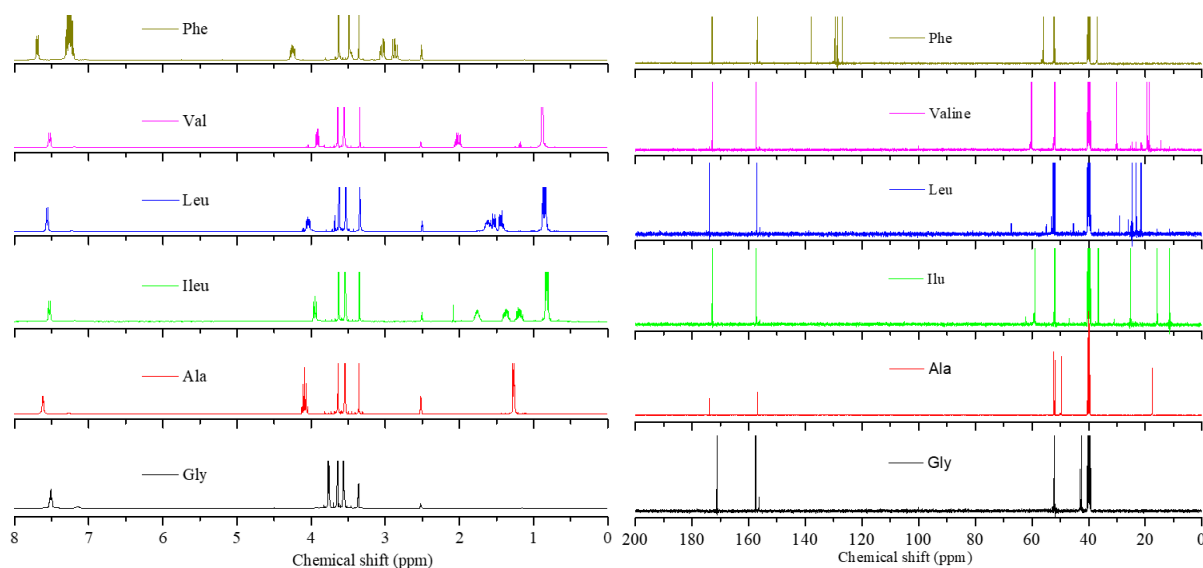 Phe
Val
Leu
Ileu
Ala
Gly
8 7 6 5 4 3 2 1 0
Chemical shift (ppm)
Phe
Valine
Leu
Ilu
Ala
Gly
200 180 160 140 120 100 80 60 40 20 0
Chemical shift (ppm)